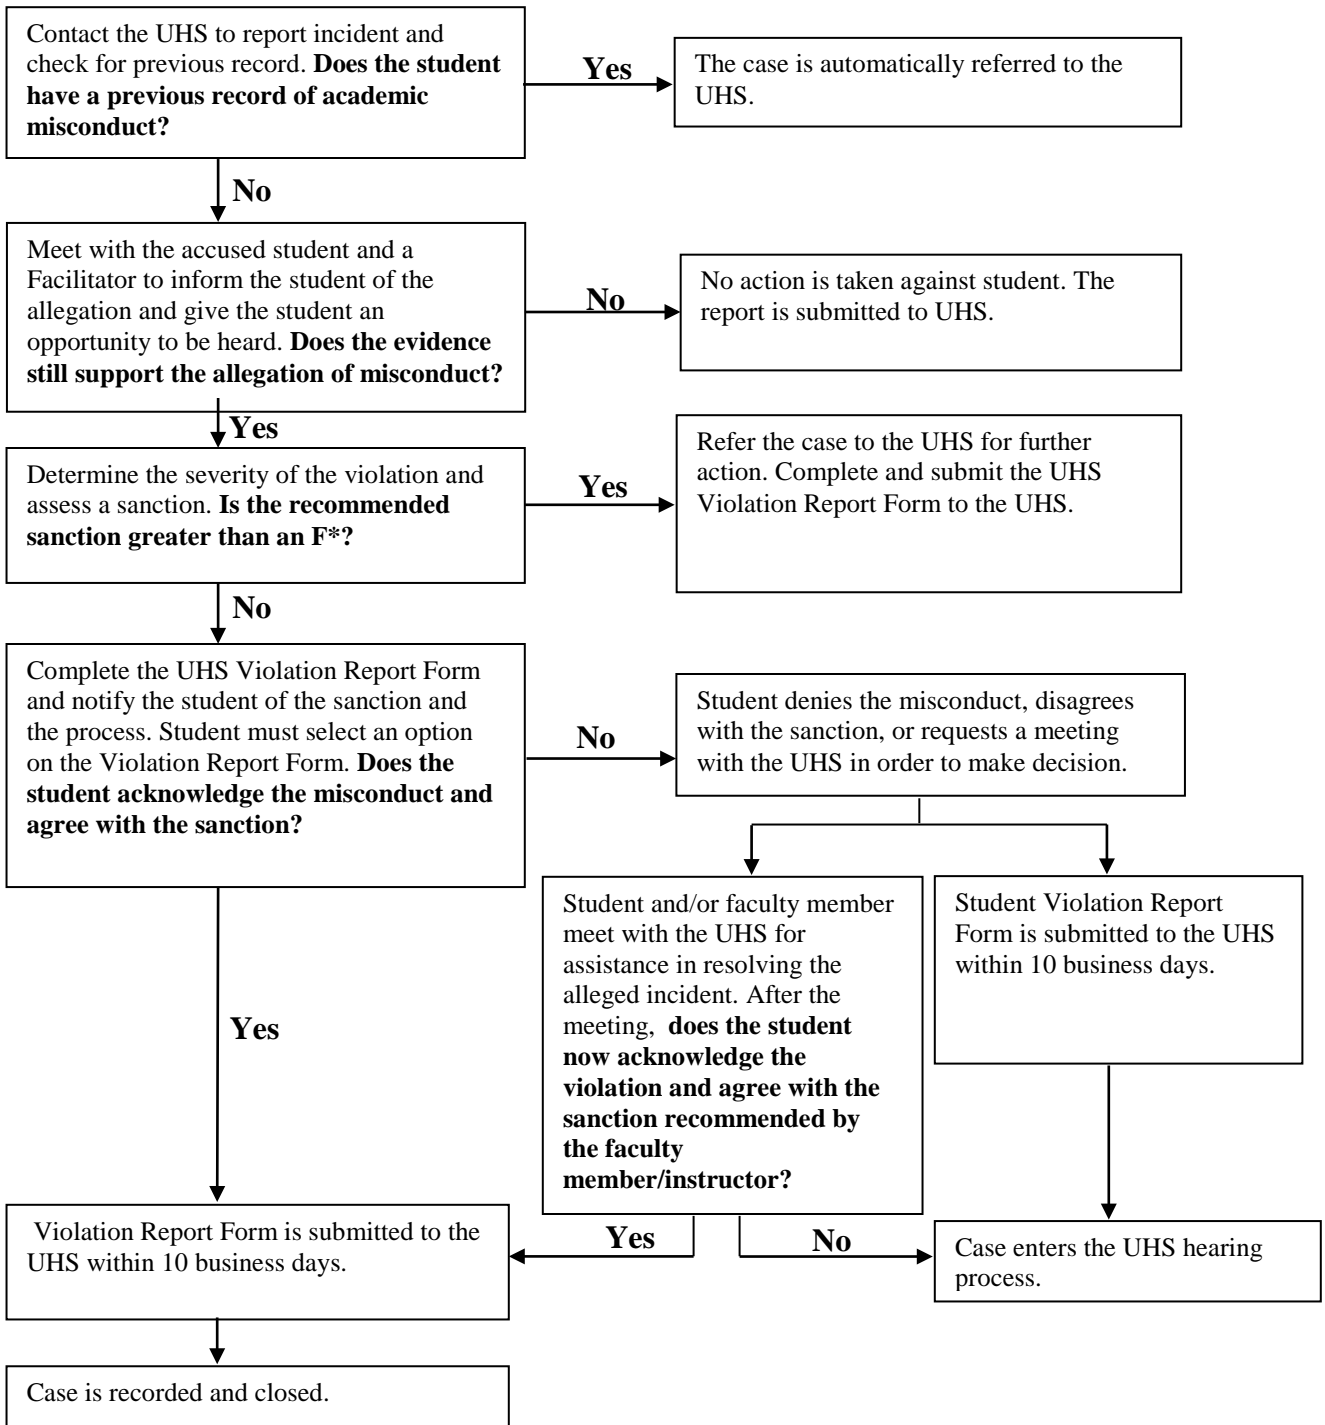 Contact the UHS to report incident and
check for previous record. Does the student
have a previous record of academic
misconduct?
Yes
The case is automatically referred to the
UHS.
No
Meet with the accused student and a
Facilitator to inform the student of the
allegation and give the student an
opportunity to be heard. Does the evidence
still support the allegation of misconduct?
No
No action is taken against student. The
report is submitted to UHS.
Yes
Determine the severity of the violation and
assess a sanction. Is the recommended
sanction greater than an F*?
Yes
Refer the case to the UHS for further
action. Complete and submit the UHS
Violation Report Form to the UHS.
No
Complete the UHS Violation Report Form
and notify the student of the sanction and
the process. Student must select an option
on the Violation Report Form. Does the
student acknowledge the misconduct and
agree with the sanction?
No
Student denies the misconduct, disagrees
with the sanction, or requests a meeting
with the UHS in order to make decision.
Student and/or faculty member
meet with the UHS for
assistance in resolving the
alleged incident. After the
meeting, does the student
now acknowledge the
violation and agree with the
sanction recommended by
the faculty
member/instructor?
Student Violation Report
Form is submitted to the UHS
within 10 business days.
Yes
Violation Report Form is submitted to the
UHS within 10 business days.
Yes
No
Case enters the UHS hearing
process.
Case is recorded and closed.